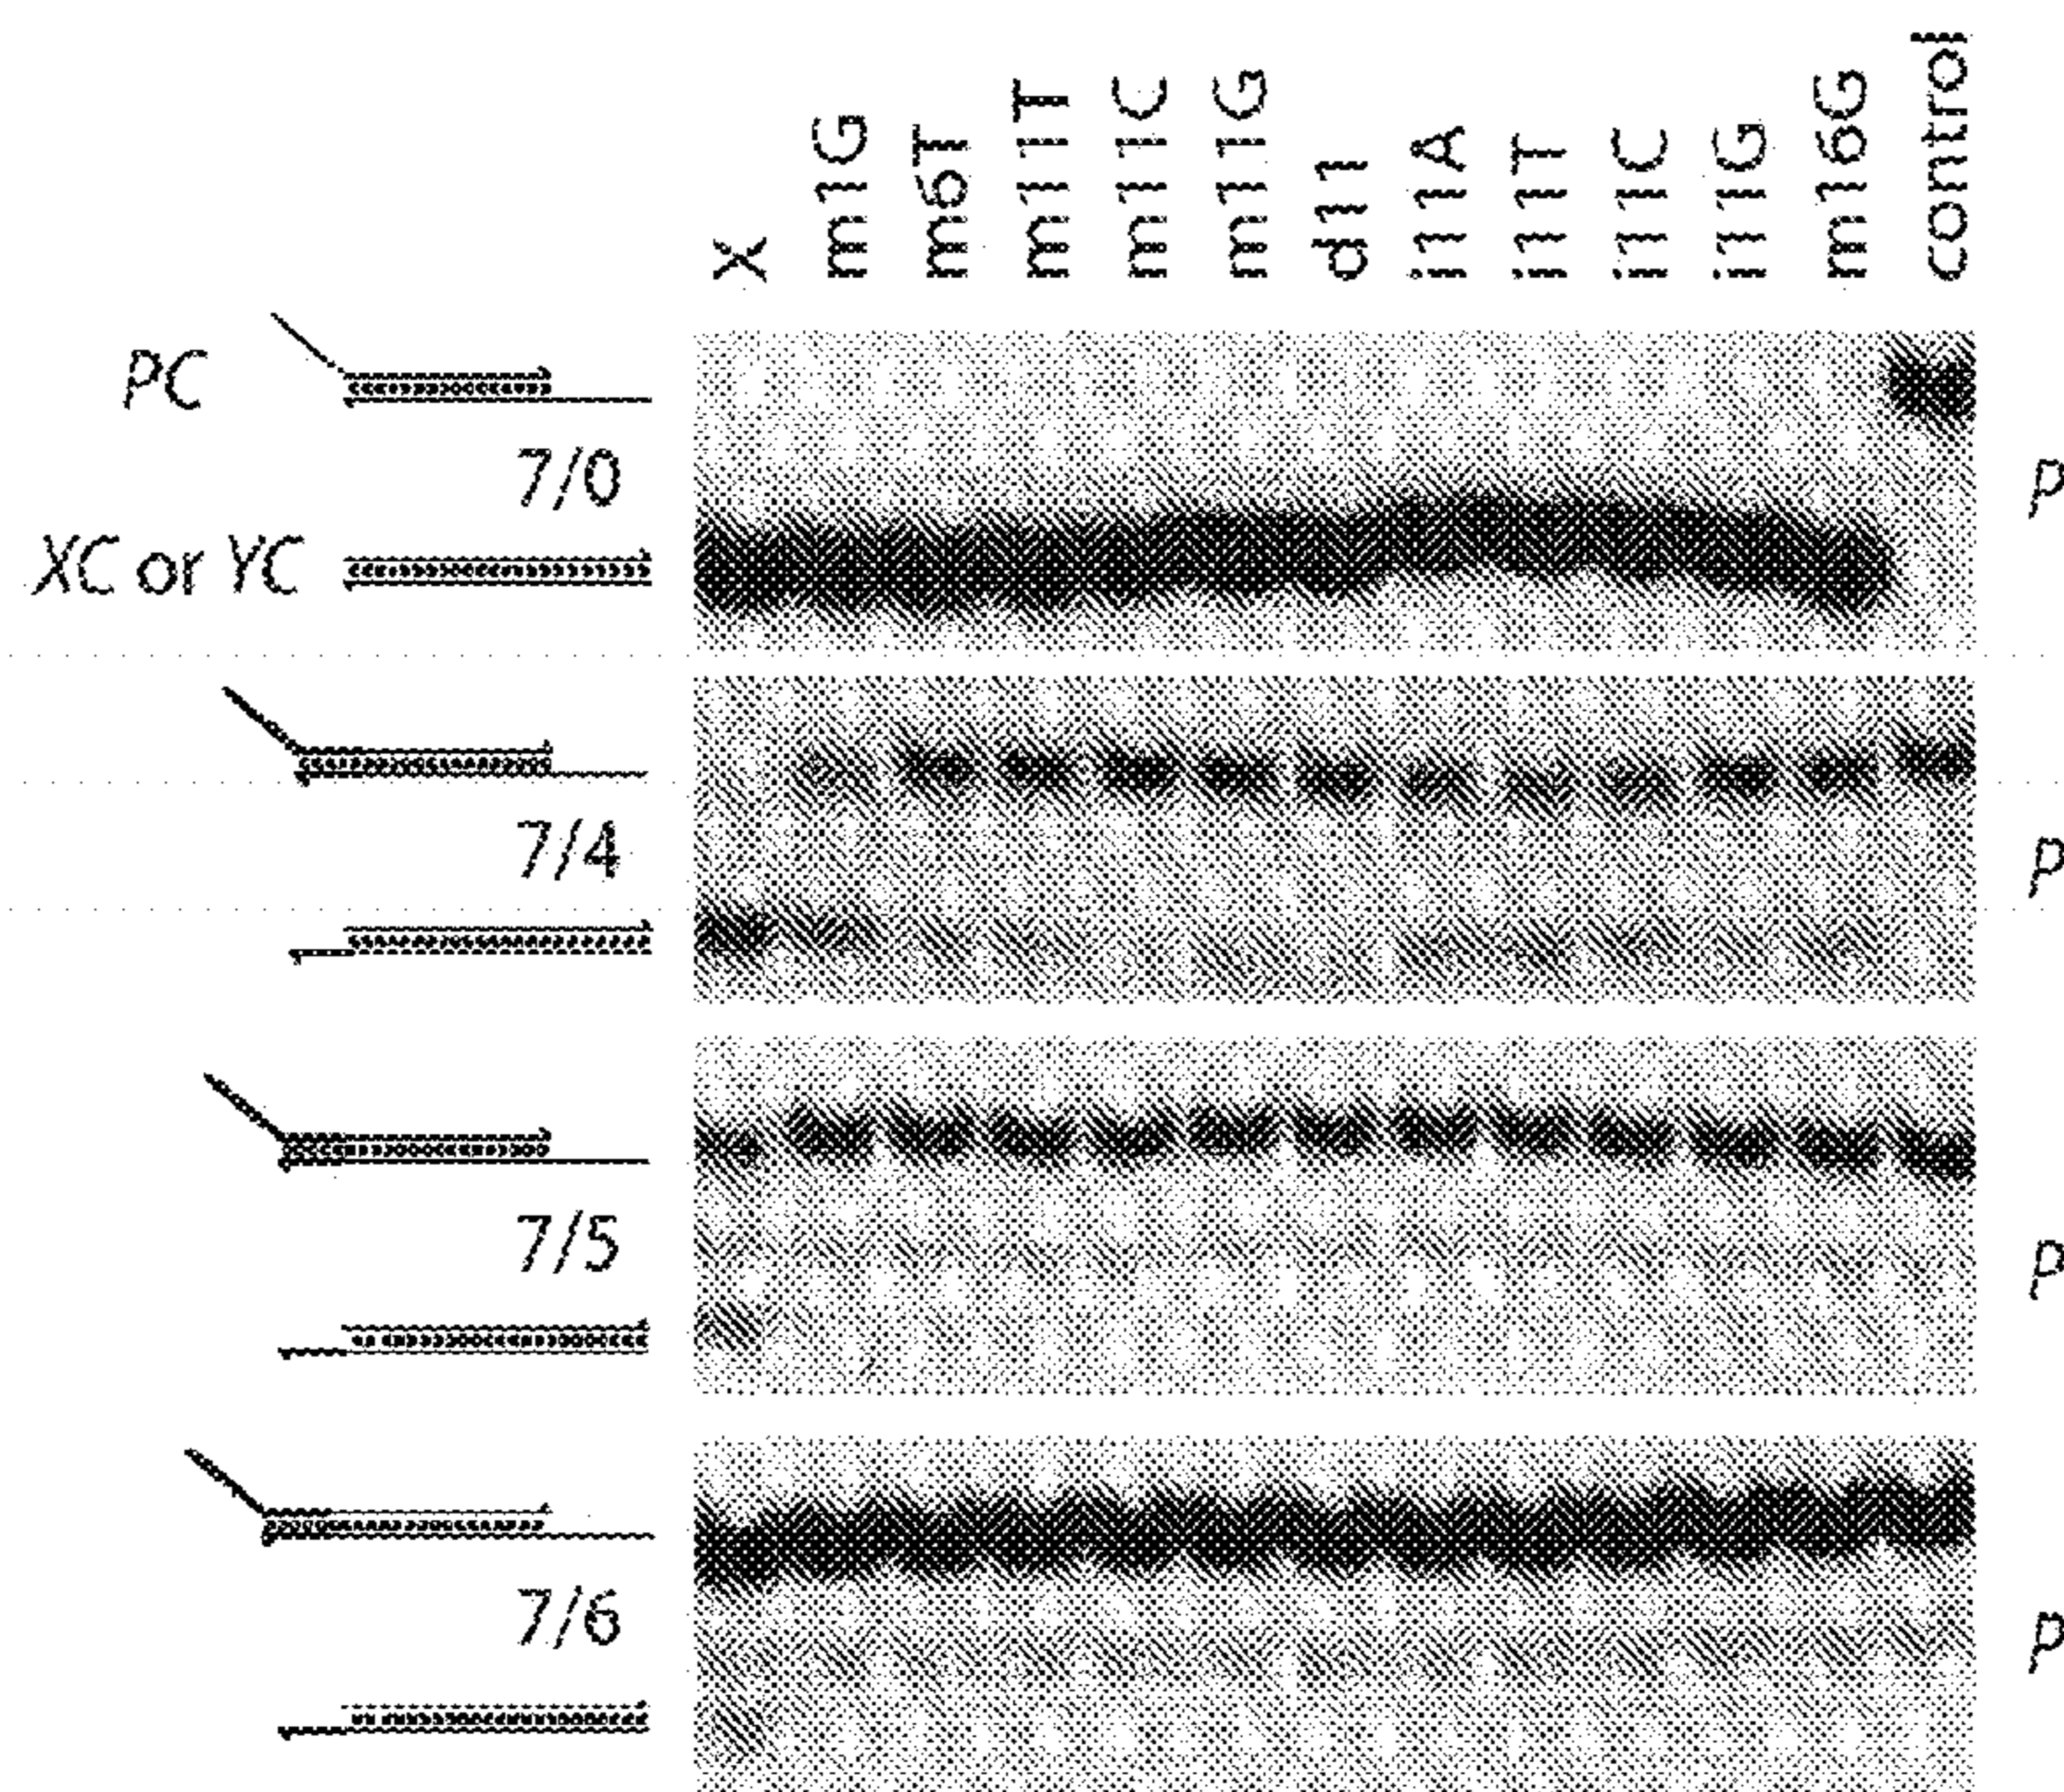 X m1G m6T m11T m11C m11G d11 i11A i11T i11C i11G m16G control
PC
7/0
P
XC or YC
7/4
P
7/5
P
7/6
P